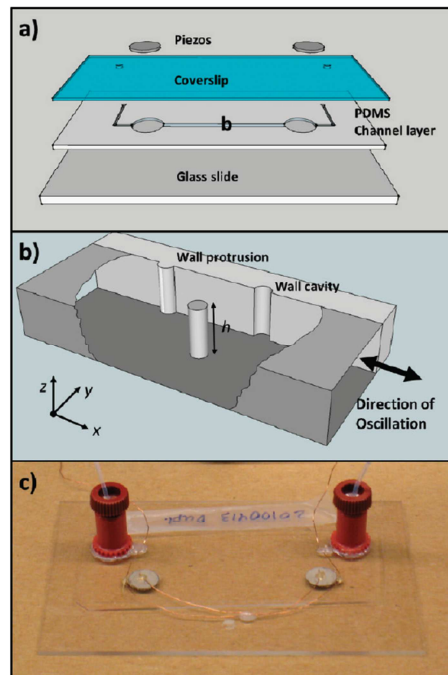 a)
Piezos
Coverslip
b
PDMS
Channel layer
Glass slide
b)
Wall protrusion
Wall cavity
h
z
y
x
Direction of
Oscillation
c)